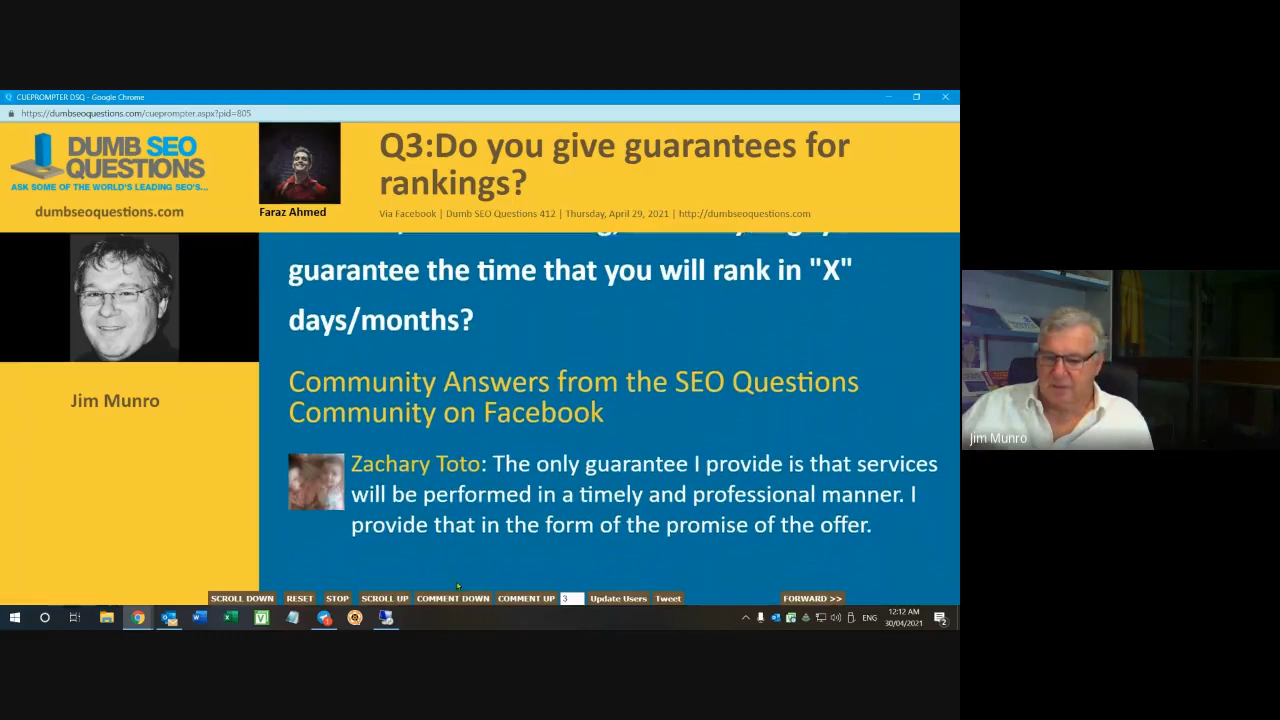 CUEPROMPTER DSQ - Google Chrome
https://dumbseoquestions.com/cueprompter.aspx?pid=805
DUMB SEO
QUESTIONS
ASK SOME OF THE WORLD'S LEADING SEO'S...
dumbseoquestions.com
Faraz Ahmed
Q3:Do you give guarantees for
rankings?
Via Facebook | Dumb SEO Questions 412 | Thursday, April 29, 2021 | http://dumbseoquestions.com
guarantee the time that you will rank in "X"
days/months?
Jim Munro
Community Answers from the SEO Questions
Community on Facebook
Zachary Toto: The only guarantee I provide is that services
will be performed in a timely and professional manner. I
provide that in the form of the promise of the offer.
Jim Munro
SCROLL DOWN RESET STOP SCROLL UP COMMENT DOWN COMMENT UP 3 Update Users Tweet FORWARD >>
ENG
12:12 AM
30/04/2021
2